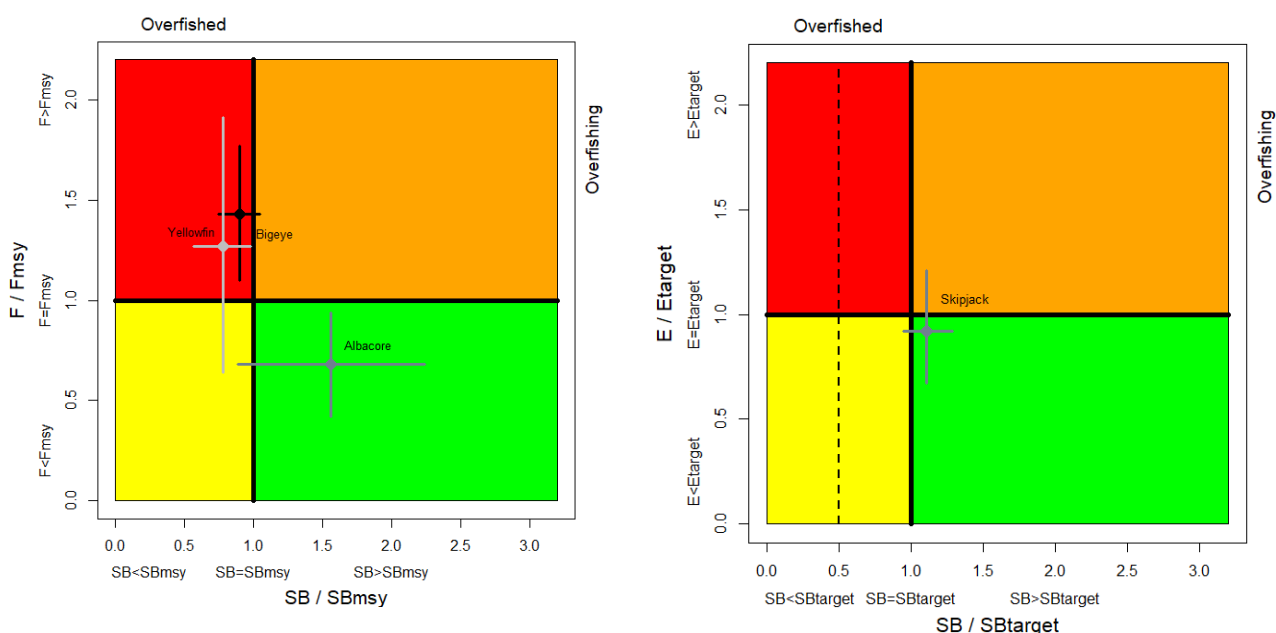 Overfished
F / Fmsy
F>Fmsy
F=Fmsy
F<Fmsy
2.0
1.5
1.0
0.5
0.0
Yellowfin
Bigeye
Albacore
Overfishing
0.0 0.5 1.0 1.5 2.0 2.5 3.0
SB<SBmsy SB=SBmsy SB>SBmsy
SB / SBmsy
Overfished
E / Etarget
E>Etarget
E=Etarget
E<Etarget
2.0
1.5
1.0
0.5
0.0
Skipjack
Overfishing
0.0 0.5 1.0 1.5 2.0 2.5 3.0
SB<SBtarget SB=SBtarget SB>SBtarget
SB / SBtarget